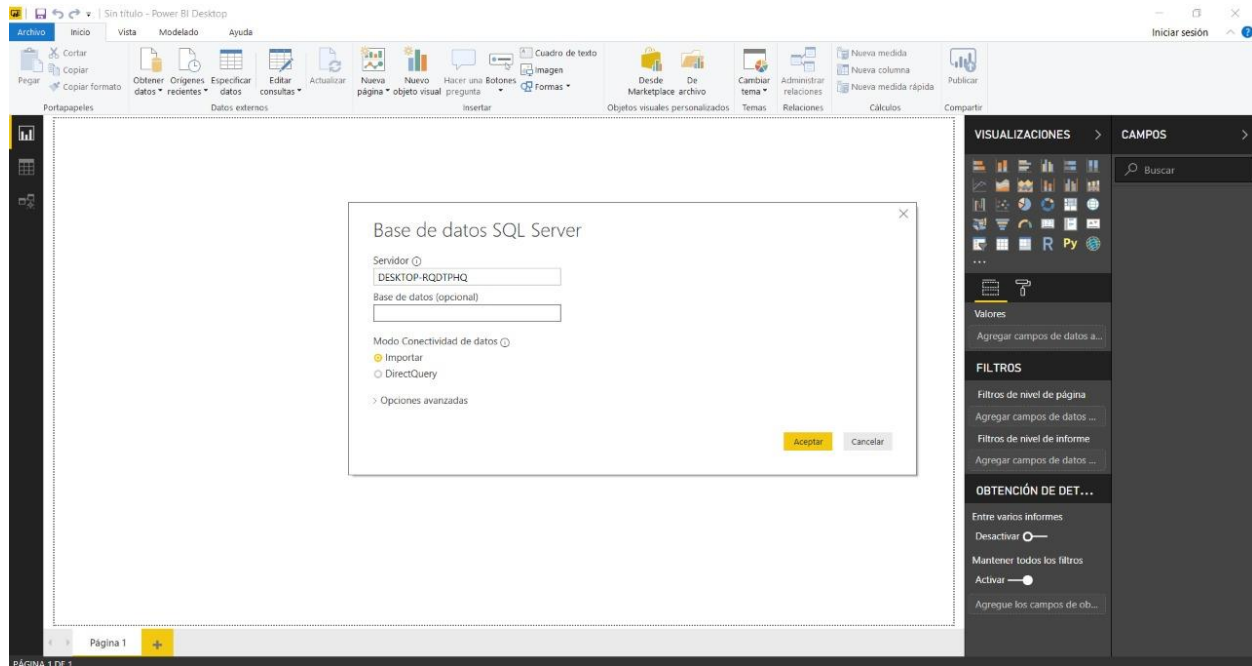 Sin título - Power BI Desktop
Archivo Inicio Vista Modelado Ayuda
Iniciar sesión
Pegar
Cortar
Copiar
Copiar formato
Portapapeles
Obtener datos
Orígenes recientes
Especificar datos
Editar consultas
Actualizar
Datos externos
Nueva página
Nuevo objeto visual
Hacer una pregunta
Botones
Cuadro de texto
Imagen
Formas
Insertar
Desde Marketplace
De archivo
Objetos visuales personalizados
Cambiar tema
Temas
Administrar relaciones
Relaciones
Nueva medida
Nueva columna
Nueva medida rápida
Cálculos
Publicar
Compartir
Base de datos SQL Server
Servidor
DESKTOP-RQDTPHQ
Base de datos (opcional)
Modo Conectividad de datos
Importar
DirectQuery
Opciones avanzadas
Aceptar Cancelar
VISUALIZACIONES
R Py
Valores
Agregar campos de datos a...
FILTROS
Filtros de nivel de página
Agregar campos de datos ...
Filtros de nivel de informe
Agregar campos de datos ...
OBTENCIÓN DE DET...
Entre varios informes
Desactivar
Mantener todos los filtros
Activar
Agregue los campos de ob...
CAMPOS
Buscar
Página 1
PÁGINA 1 DE 1